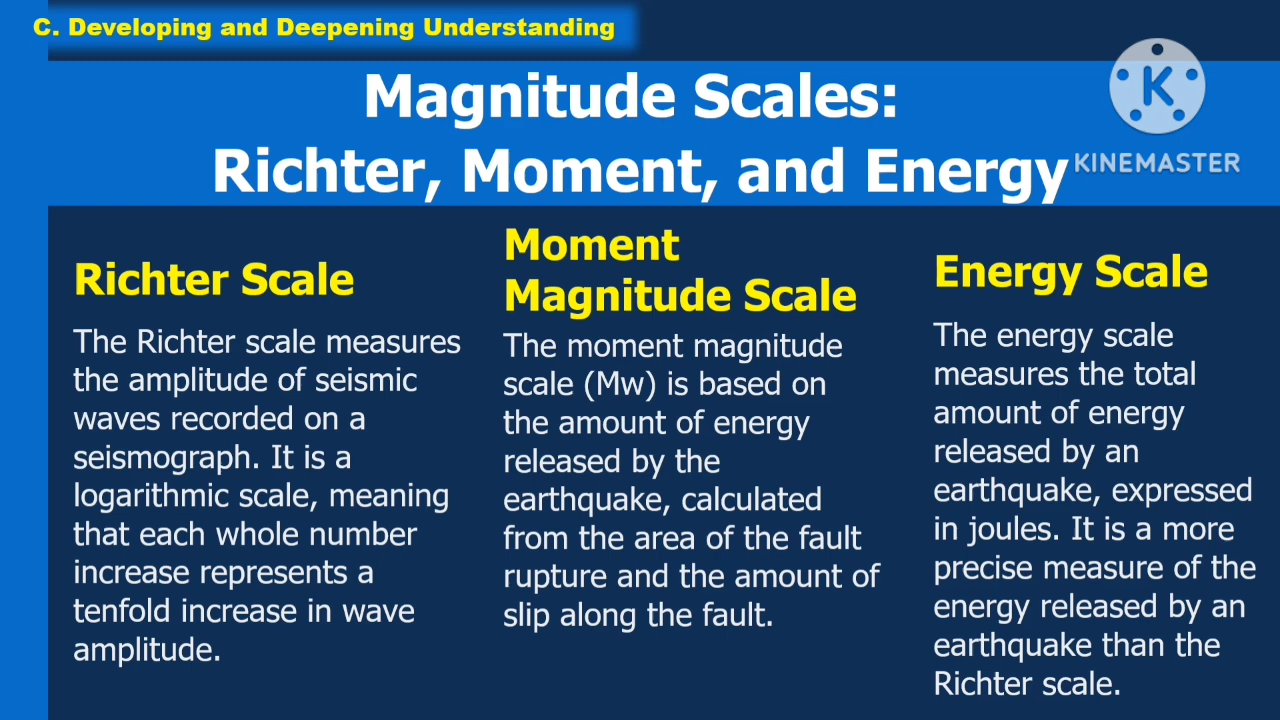 C. Developing and Deepening Understanding
Magnitude Scales:
Richter, Moment, and Energy
K
KINEMASTER
Richter Scale
The Richter scale measures
the amplitude of seismic
waves recorded on a
seismograph. It is a
logarithmic scale, meaning
that each whole number
increase represents a
tenfold increase in wave
amplitude.
Moment
Magnitude Scale
The moment magnitude
scale (Mw) is based on
the amount of energy
released by the
earthquake, calculated
from the area of the fault
rupture and the amount of
slip along the fault.
Energy Scale
The energy scale
measures the total
amount of energy
released by an
earthquake, expressed
in joules. It is a more
precise measure of the
energy released by an
earthquake than the
Richter scale.